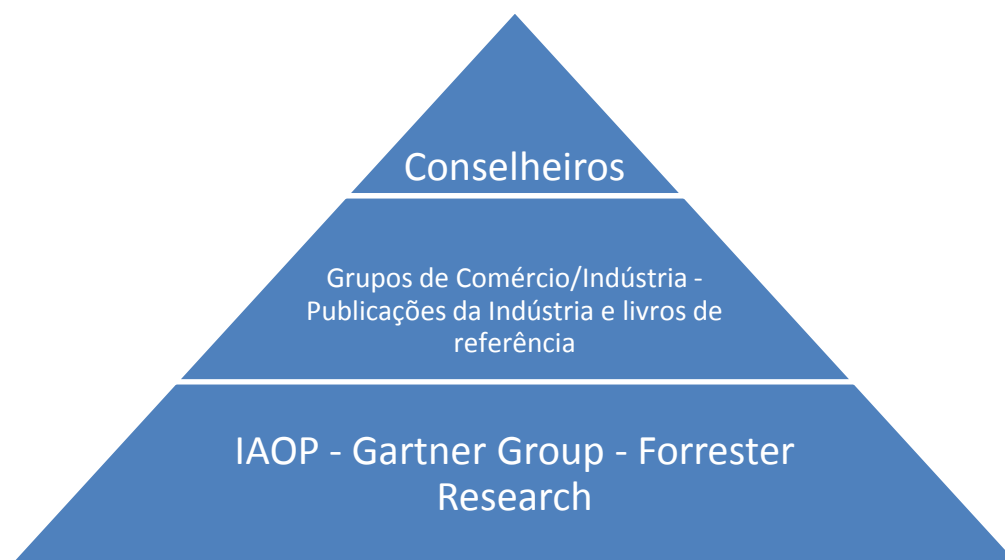 Conselheiros
Grupos de Comércio/Indústria -
Publicações da Indústria e livros de
referência
IAOP - Gartner Group - Forrester
Research